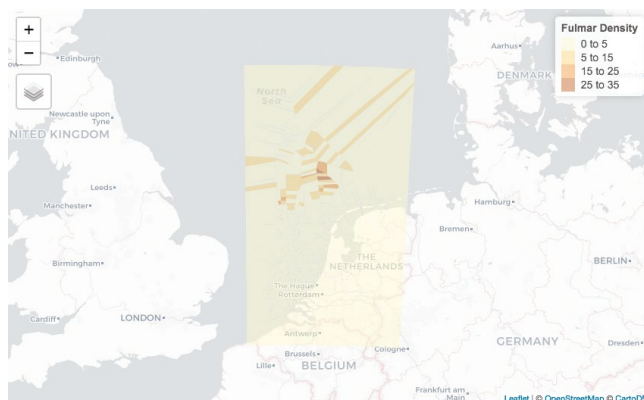 +
−
Fulmar Density
0 to 5
5 to 15
15 to 25
25 to 35
Edinburgh
North
Sea
Aarhus
DENMARK
Newcastle upon
Tyne
NITED KINGDOM
Leeds
Manchester
Hamburg
Bremen
Birmingham
THE
NETHERLANDS
BERLIN
The Hague
Rotterdam
Cardiff
LONDON
Antwerp
GERMANY
Dresden
Brussels
Cologne
Lille
BELGIUM
Frankfurt am
Main
Leaflet | © OpenStreetMap © CartoD